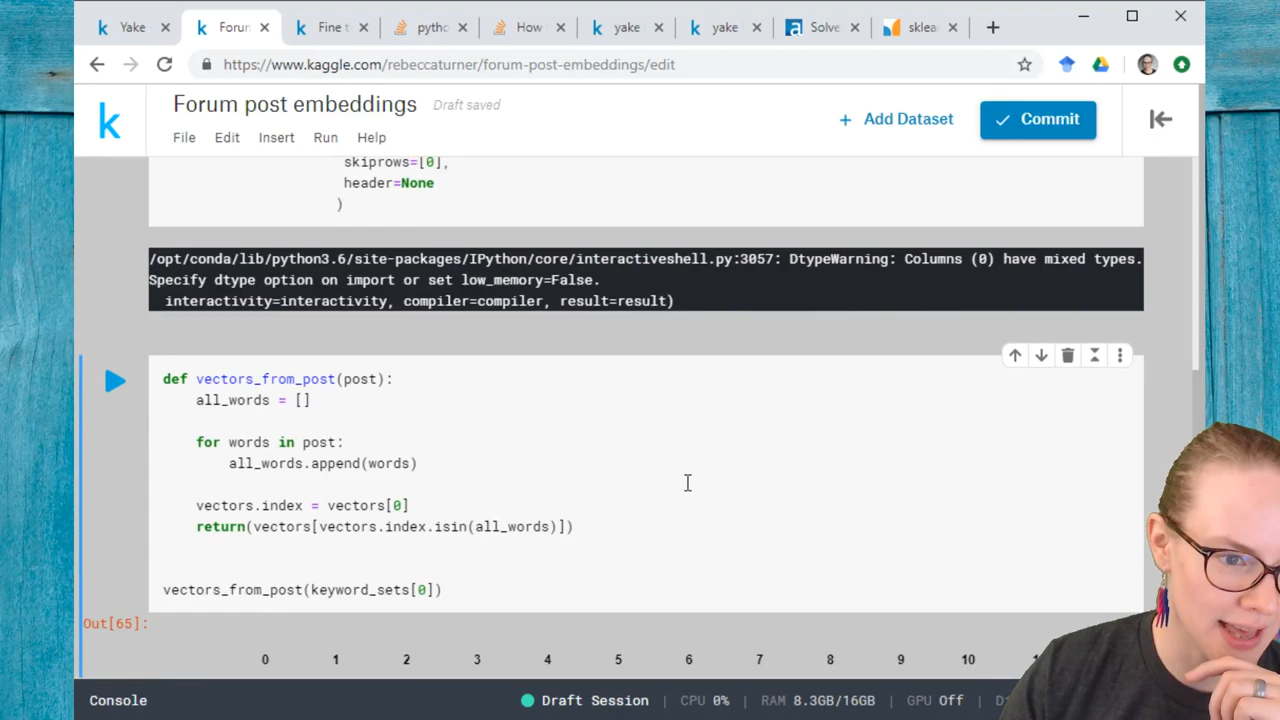 Yake
Forum
Fine t
pytho
How
yake
yake
Solve
sklea
https://www.kaggle.com/rebeccaturner/forum-post-embeddings/edit
k
Forum post embeddings Draft saved
File Edit Insert Run Help
+ Add Dataset
Commit
skiprows=[0],
header=None
)
/opt/conda/lib/python3.6/site-packages/IPython/core/interactiveshell.py:3057: DtypeWarning: Columns (0) have mixed types.
Specify dtype option on import or set low_memory=False.
interactivity=interactivity, compiler=compiler, result=result)
def vectors_from_post(post):
all_words = []
for words in post:
all_words.append(words)
vectors.index = vectors[0]
return(vectors[vectors.index.isin(all_words)])
vectors_from_post(keyword_sets[0])
Out[65]:
0 1 2 3 4 5 6 7 8 9 10
Console
Draft Session CPU 0% RAM 8.3GB/16GB GPU Off